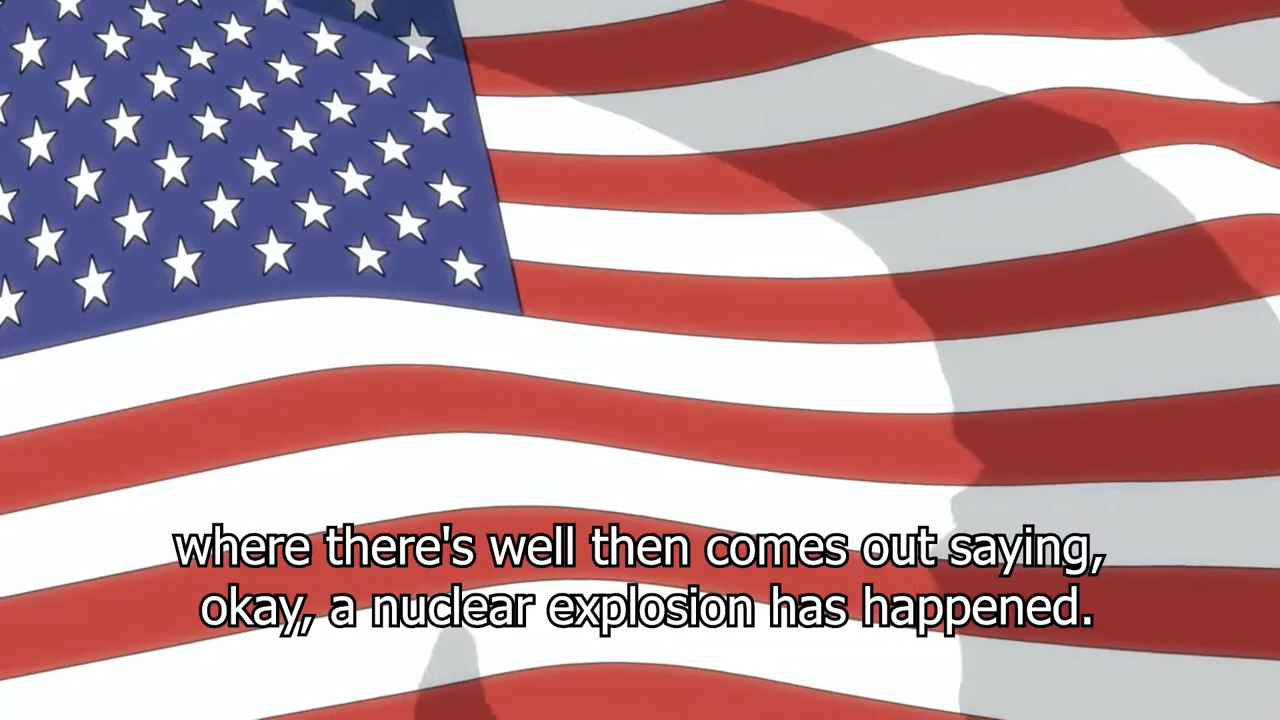 where there's well then comes out saying,
okay, a nuclear explosion has happened.